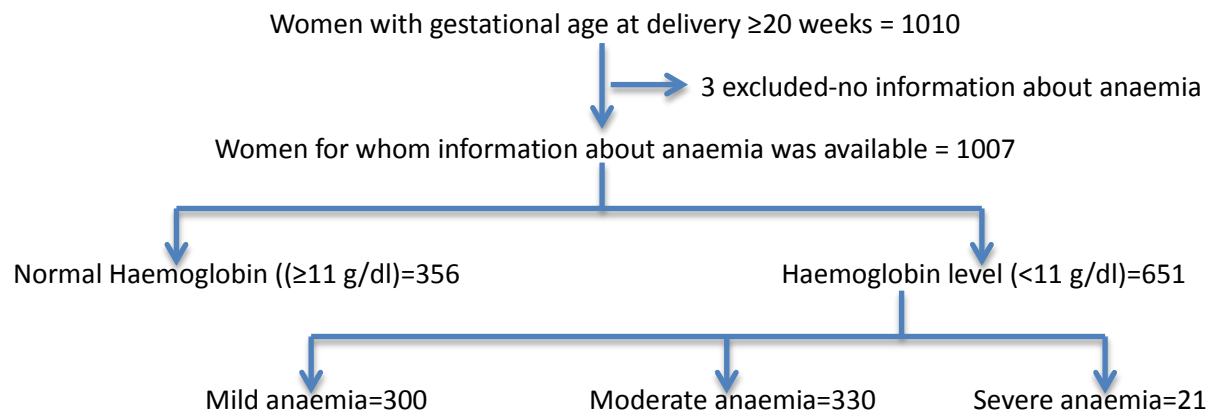 Women with gestational age at delivery ≥20 weeks = 1010
3 excluded-no information about anaemia
Women for whom information about anaemia was available = 1007
Normal Haemoglobin ((≥11 g/dl)=356
Haemoglobin level (<11 g/dl)=651
Mild anaemia=300
Moderate anaemia=330
Severe anaemia=21